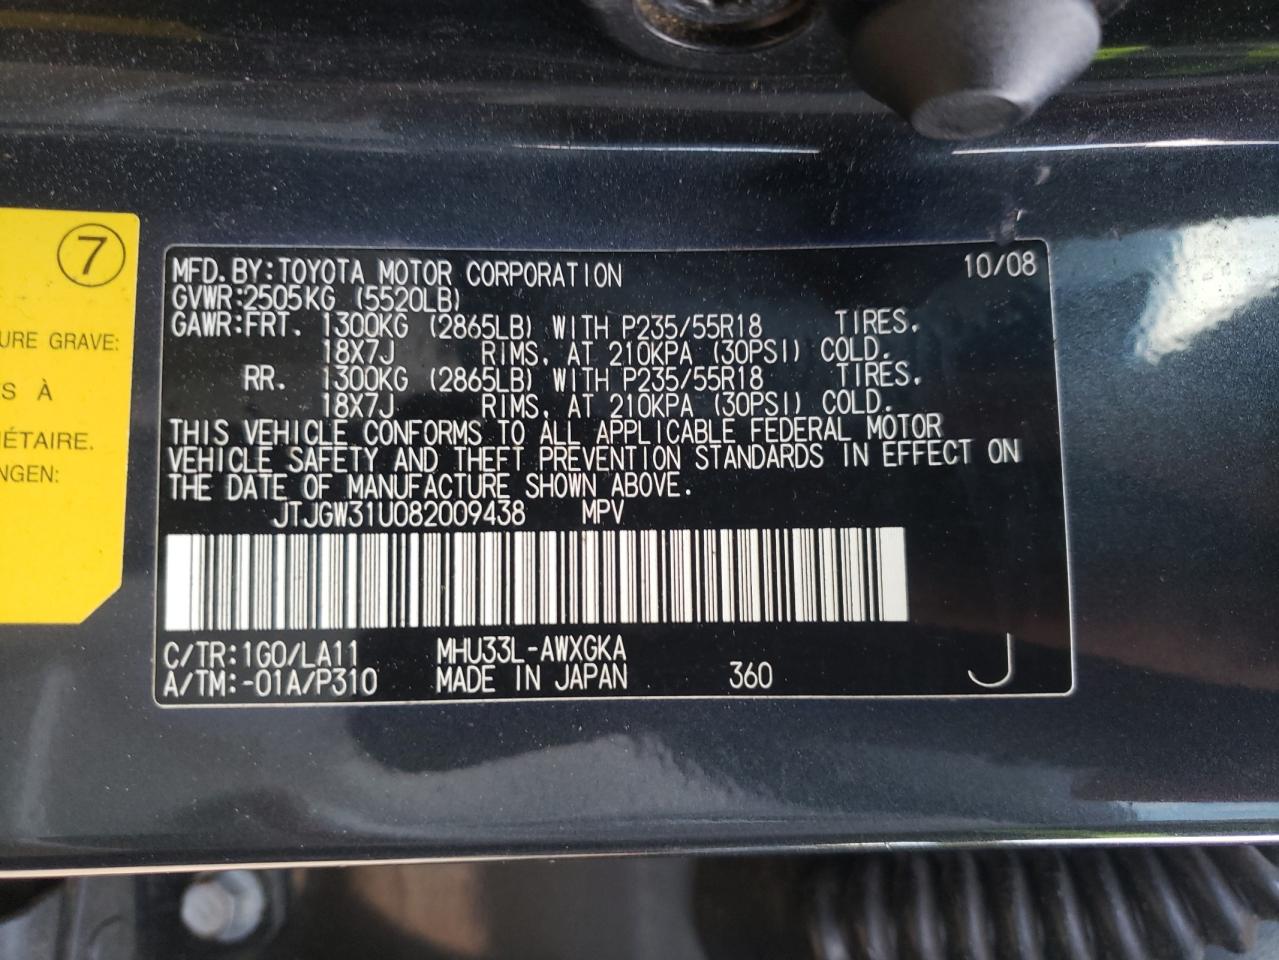 7
URE GRAVE:
S À
IÉTAIRE.
NGEN:
MFD.BY:TOYOTA MOTOR CORPORATION 10/08
GVWR:2505KG (5520LB)
GAWR:FRT. 1300KG (2865LB) WITH P235/55R18 TIRES.
18X7J RIMS, AT 210KPA (30PSI) COLD.
RR. 1300KG (2865LB) WITH P235/55R18 TIRES.
18X7J RIMS, AT 210KPA (30PSI) COLD.
THIS VEHICLE CONFORMS TO ALL APPLICABLE FEDERAL MOTOR
VEHICLE SAFETY AND THEFT PREVENTION STANDARDS IN EFFECT ON
THE DATE OF MANUFACTURE SHOWN ABOVE.
JTJGW31U082009438 MPV
C/TR:1G0/LA11 MHU33L-AWXGKA
A/TM:-01A/P310 MADE IN JAPAN 360 J